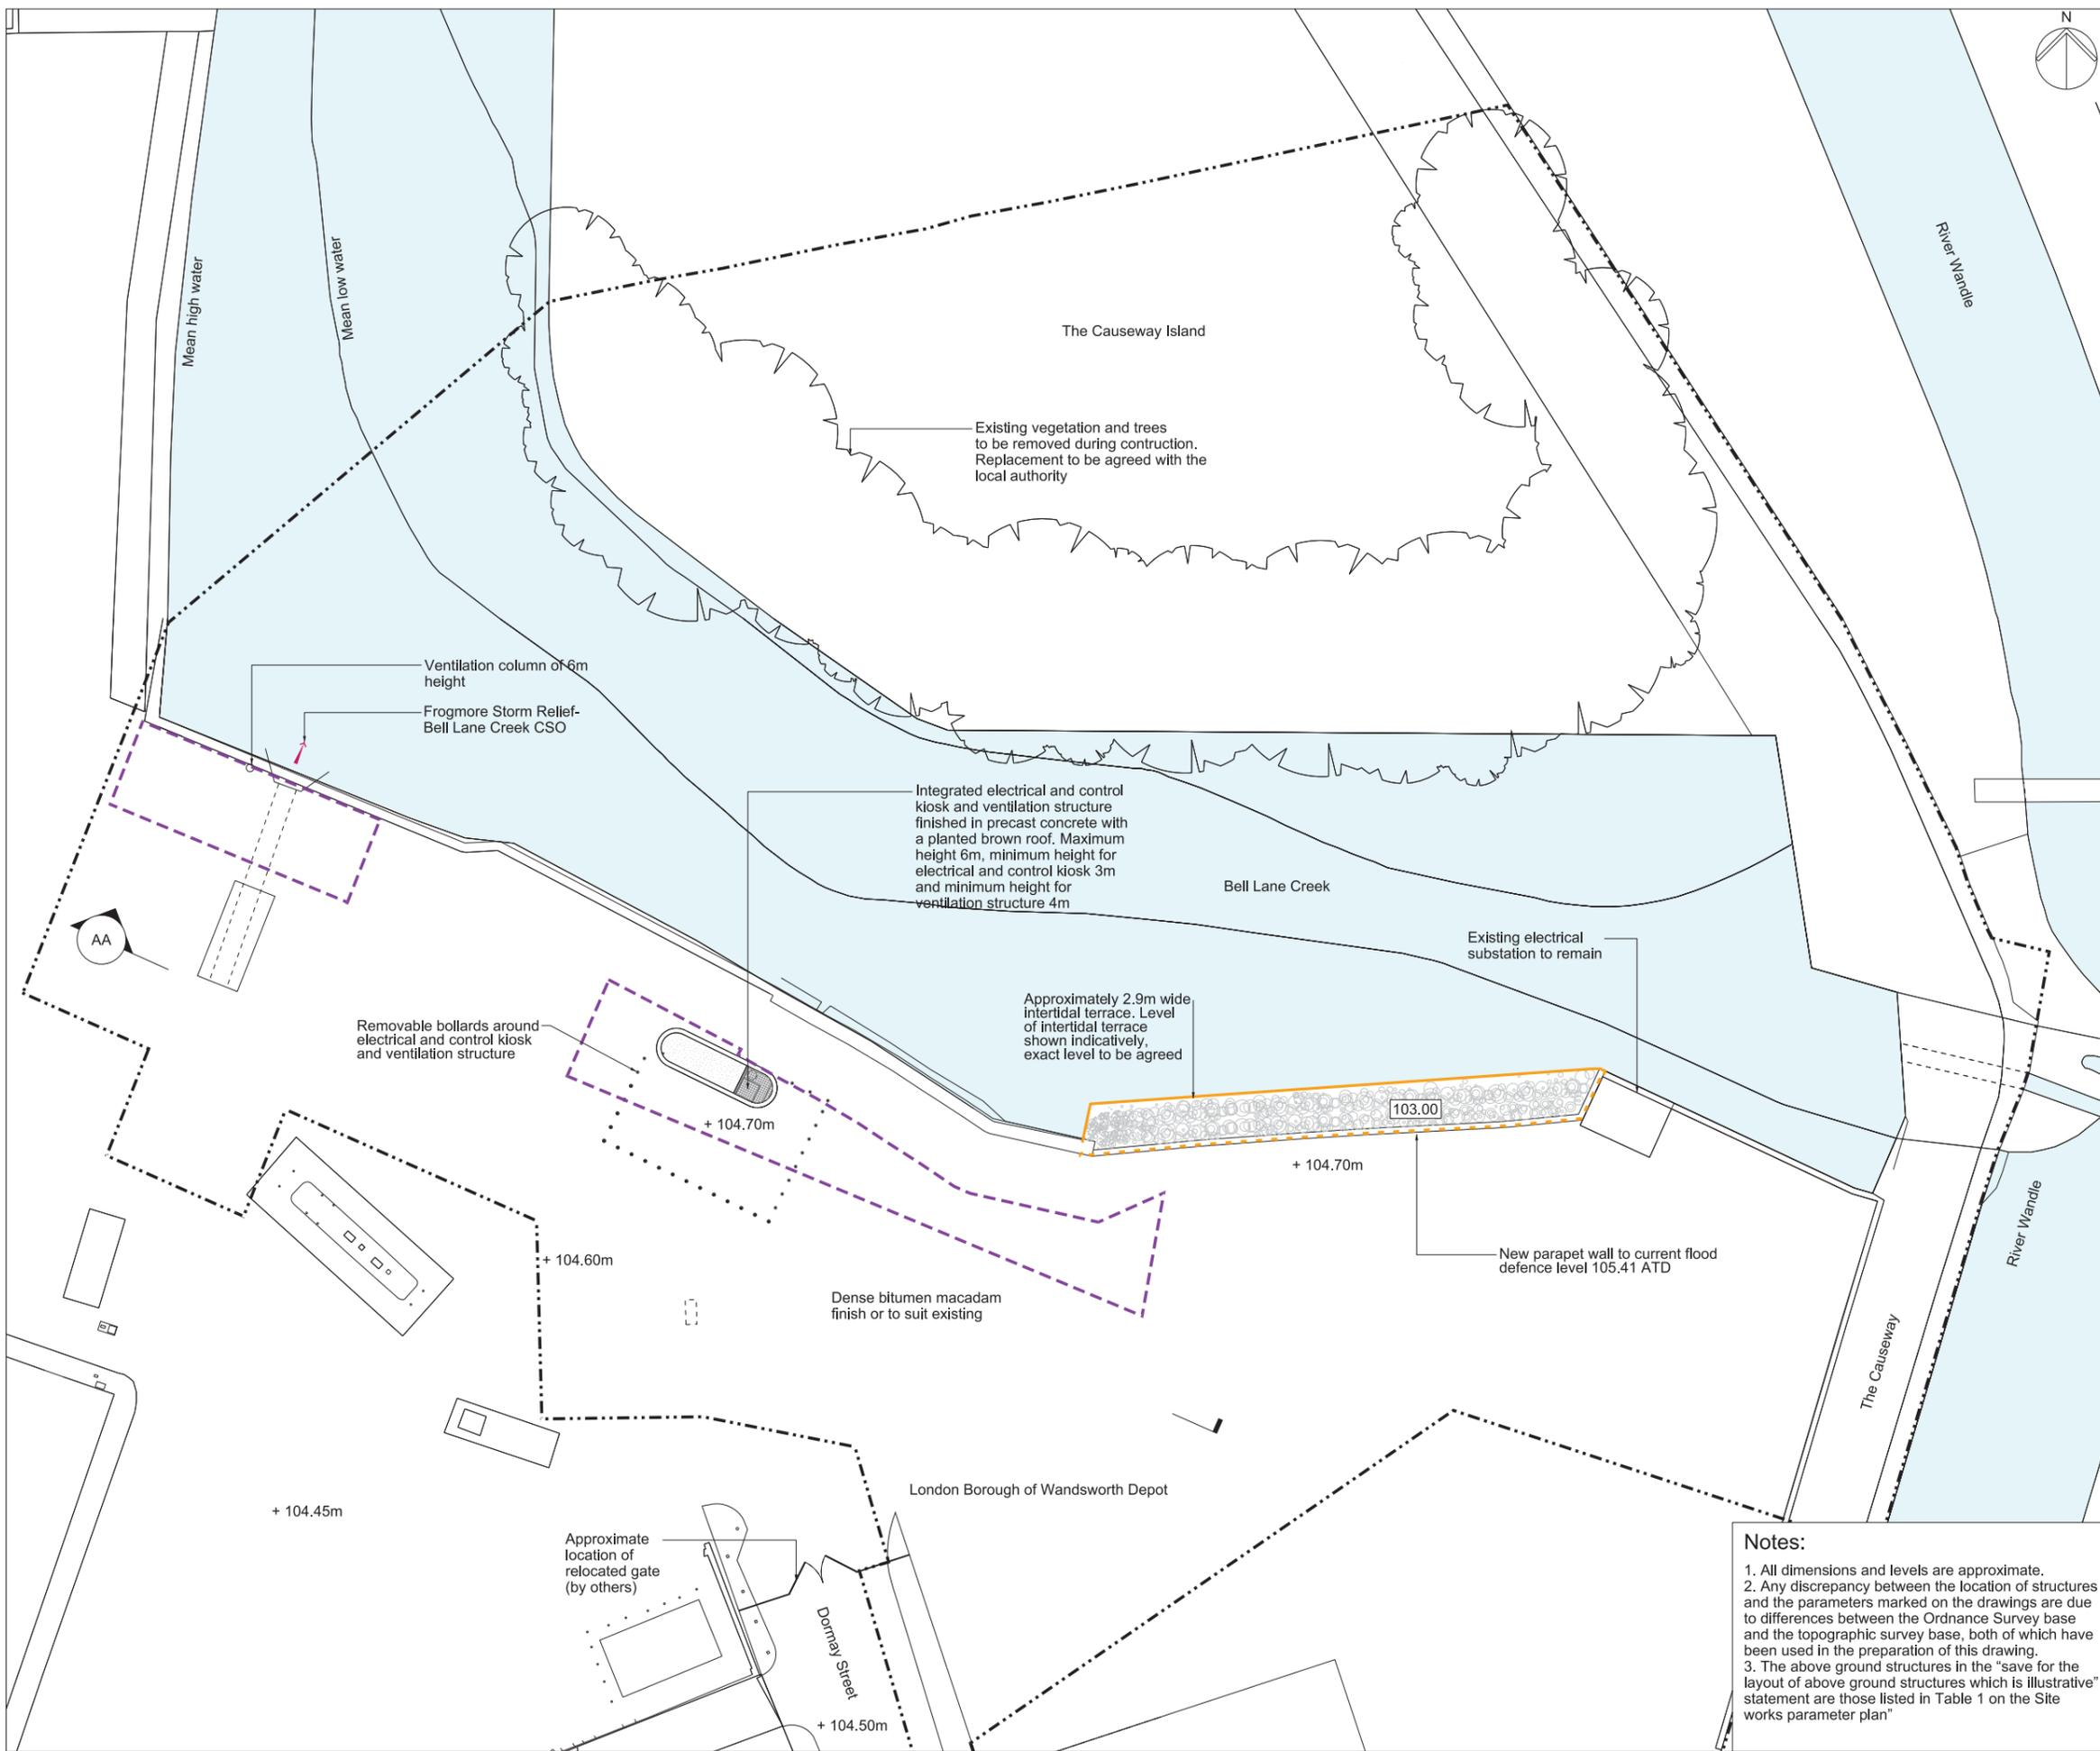 N
River Wandle
Mean high water
Mean low water
The Causeway Island
Existing vegetation and trees
to be removed during contruction.
Replacement to be agreed with the
local authority
Ventilation column of 6m
height
Frogmore Storm Relief-
Bell Lane Creek CSO
Integrated electrical and control
kiosk and ventilation structure
finished in precast concrete with
a planted brown roof. Maximum
height 6m, minimum height for
electrical and control kiosk 3m
and minimum height for
ventilation structure 4m
Bell Lane Creek
AA
Existing electrical
substation to remain
Approximately 2.9m wide
intertidal terrace. Level
of intertidal terrace
shown indicatively,
exact level to be agreed
Removable bollards around
electrical and control kiosk
and ventilation structure
103.00
+ 104.70m
+ 104.70m
River Wandle
+ 104.60m
New parapet wall to current flood
defence level 105.41 ATD
Dense bitumen macadam
finish or to suit existing
The Causeway
London Borough of Wandsworth Depot
+ 104.45m
Approximate
location of
relocated gate
(by others)
Dormay Street
+ 104.50m
Notes:
1. All dimensions and levels are approximate.
2. Any discrepancy between the location of structures
and the parameters marked on the drawings are due
to differences between the Ordnance Survey base
and the topographic survey base, both of which have
been used in the preparation of this drawing.
3. The above ground structures in the “save for the
layout of above ground structures which is illustrative”
statement are those listed in Table 1 on the Site
works parameter plan”